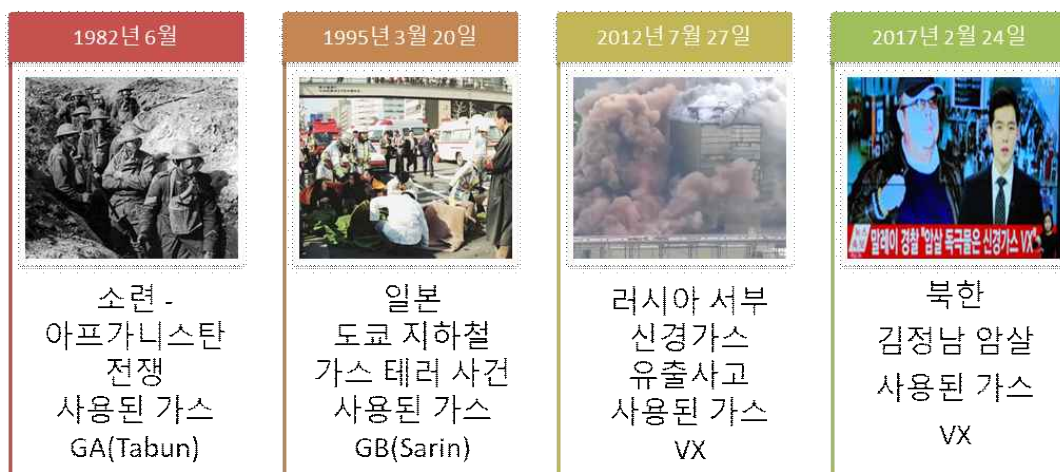 1982년 6월
1995년 3월 20일
2012년 7월 27일
2017년 2월 24일
말레이 경찰 "암살 독극물은 신경가스 VX"
소련 -
아프가니스탄
전쟁
사용된 가스
GA(Tabun)
일본
도쿄 지하철
가스 테러 사건
사용된 가스
GB(Sarin)
러시아 서부
신경가스
유출사고
사용된 가스
VX
북한
김정남 암살
사용된 가스
VX